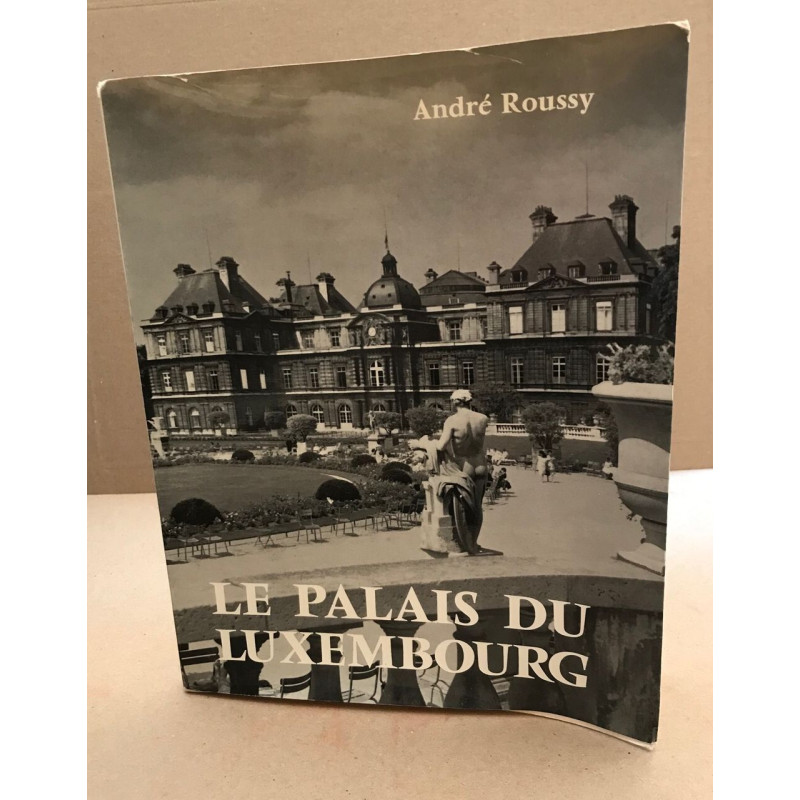 André Roussy
LE PALAIS DU
LUXEMBOURG